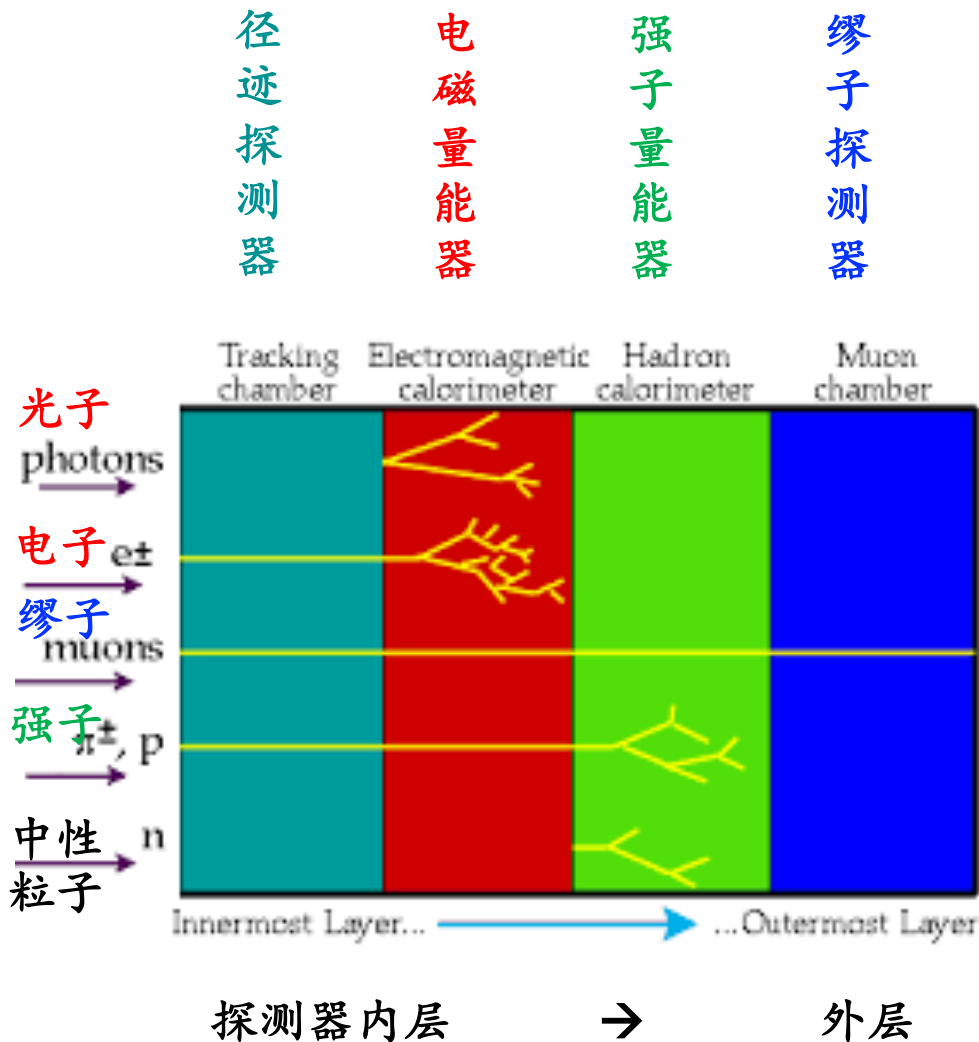 径迹探测器
电磁量能器
强子量能器
缪子探测器
Tracking chamber
Electromagnetic calorimeter
Hadron calorimeter
Muon chamber
光子
photons
电子
e±
缪子
muons
强子
π±, p
中性
n
粒子
Innermost Layer...
...Outermost Layer
探测器内层 → 外层